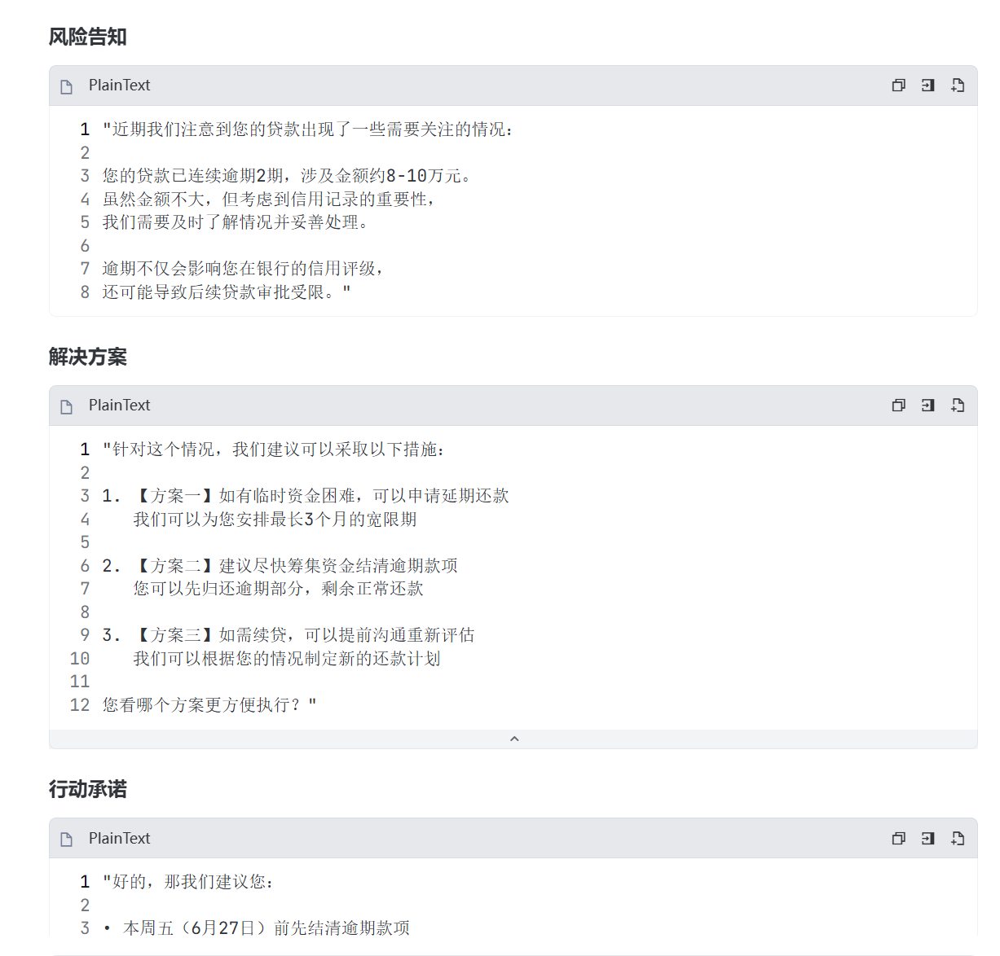 风险告知
PlainText
1 "近期我们注意到您的贷款出现了一些需要关注的情况：
2
3 您的贷款已连续逾期2期，涉及金额约8-10万元。
4 虽然金额不大，但考虑到信用记录的重要性，
5 我们需要及时了解情况并妥善处理。
6
7 逾期不仅会影响您在银行的信用评级，
8 还可能导致后续贷款审批受限。"
解决方案
PlainText
1 "针对这个情况，我们建议可以采取以下措施：
2
3 1. 【方案一】如有临时资金困难，可以申请延期还款
4 我们可以为您安排最长3个月的宽限期
5
6 2. 【方案二】建议尽快筹集资金结清逾期款项
7 您可以先归还逾期部分，剩余正常还款
8
9 3. 【方案三】如需续贷，可以提前沟通重新评估
10 我们可以根据您的情况制定新的还款计划
11
12 您看哪个方案更方便执行？"
行动承诺
PlainText
1 "好的，那我们建议您：
2
3 • 本周五（6月27日）前先结清逾期款项